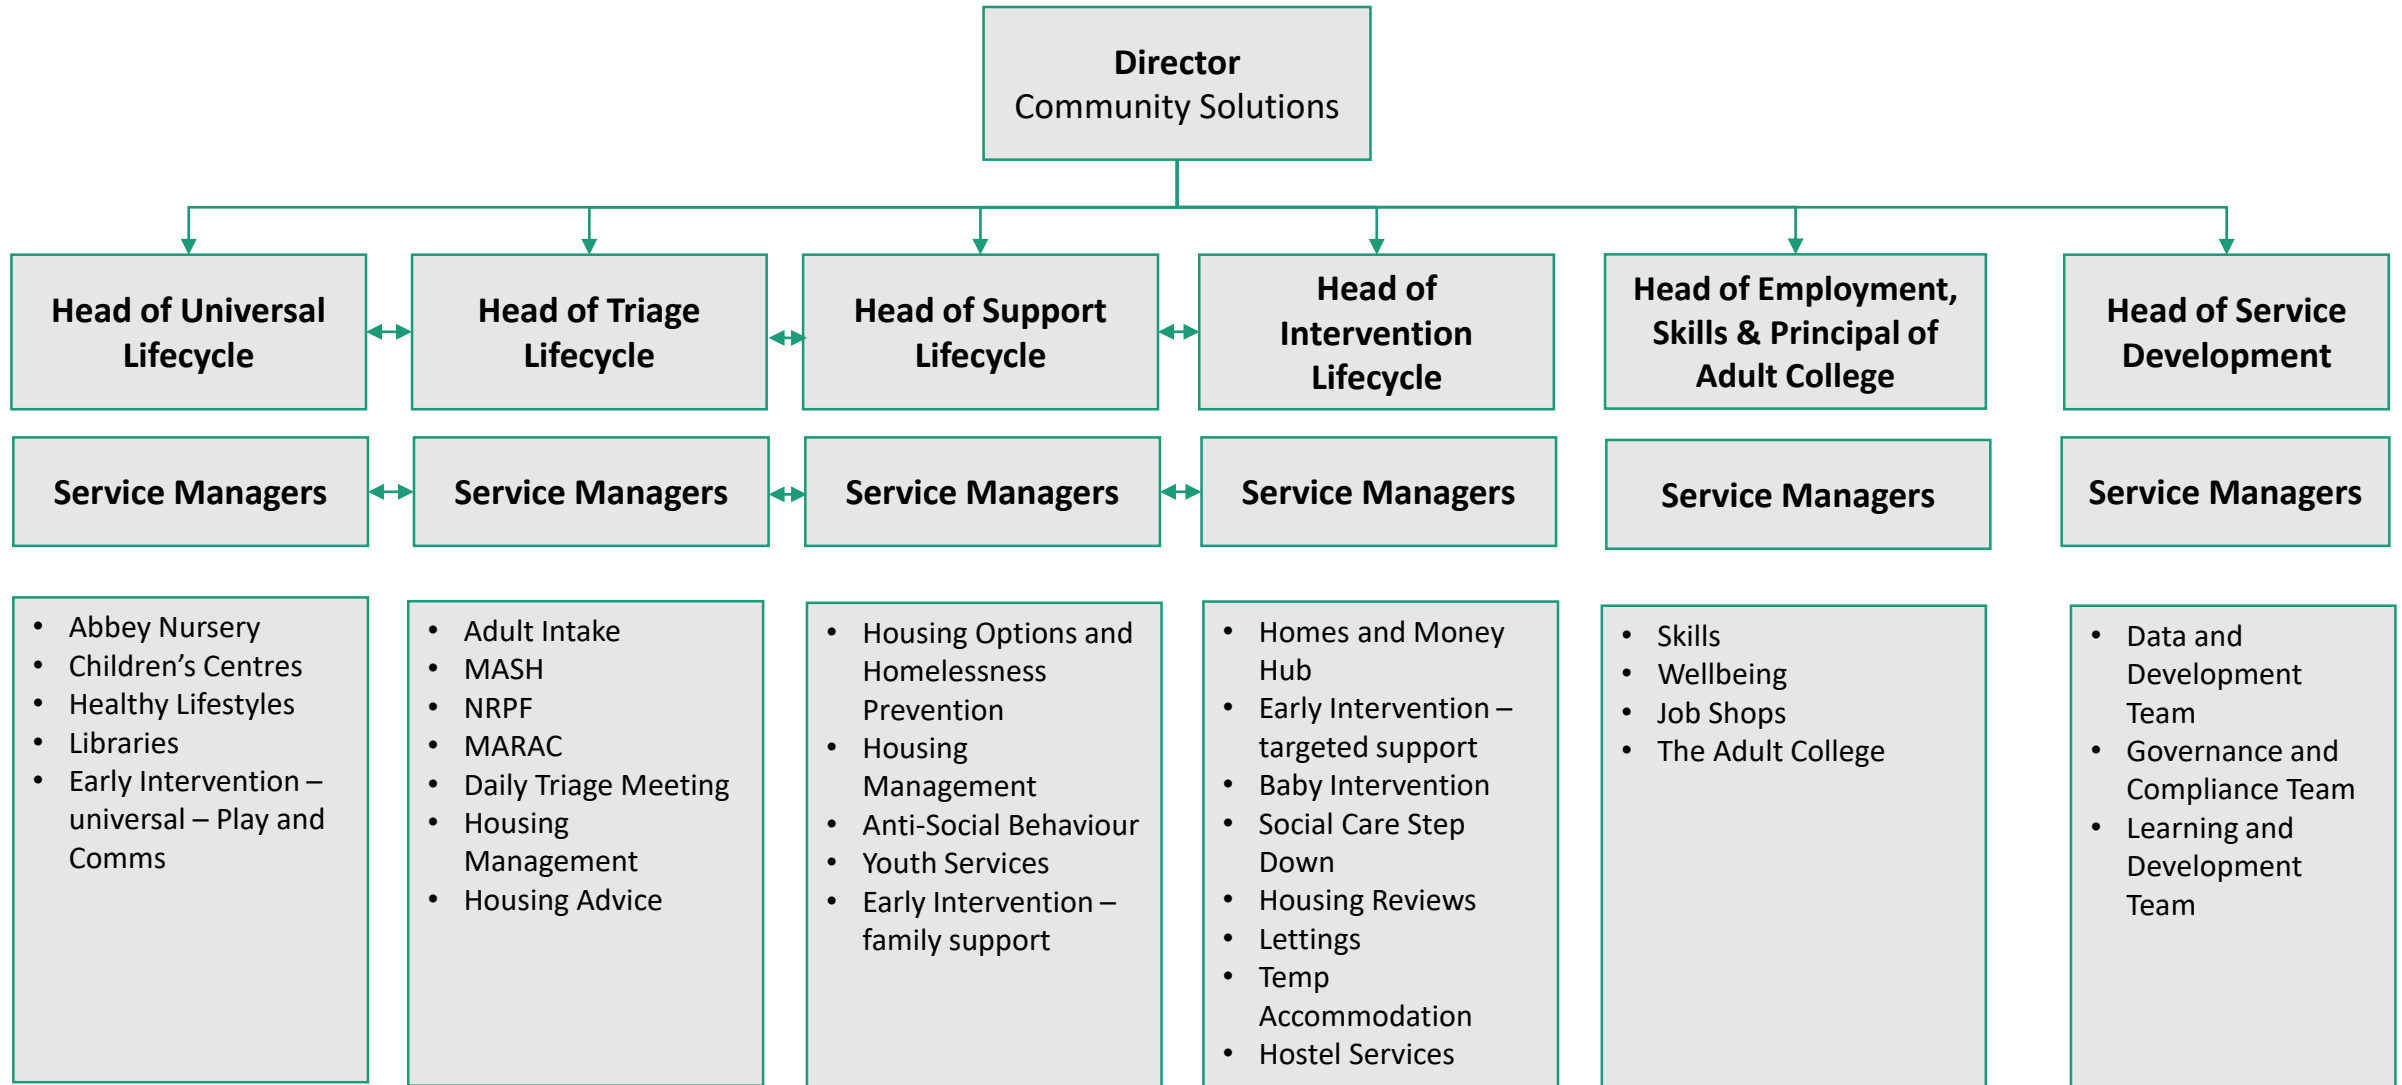 Director
Community Solutions
Head of Universal
Lifecycle
Head of Triage
Lifecycle
Head of Support
Lifecycle
Head of
Intervention
Lifecycle
Head of Employment,
Skills & Principal of
Adult College
Head of Service
Development
Service Managers
Service Managers
Service Managers
Service Managers
Service Managers
Service Managers
• Abbey Nursery
• Children's Centres
• Healthy Lifestyles
• Libraries
• Early Intervention –
universal – Play and
Comms
• Adult Intake
• MASH
• NRPF
• MARAC
• Daily Triage Meeting
• Housing
Management
• Housing Advice
• Housing Options and
Homelessness
Prevention
• Housing
Management
• Anti-Social Behaviour
• Youth Services
• Early Intervention –
family support
• Homes and Money
Hub
• Early Intervention –
targeted support
• Baby Intervention
• Social Care Step
Down
• Housing Reviews
• Lettings
• Temp
Accommodation
• Hostel Services
• Skills
• Wellbeing
• Job Shops
• The Adult College
• Data and
Development
Team
• Governance and
Compliance Team
• Learning and
Development
Team